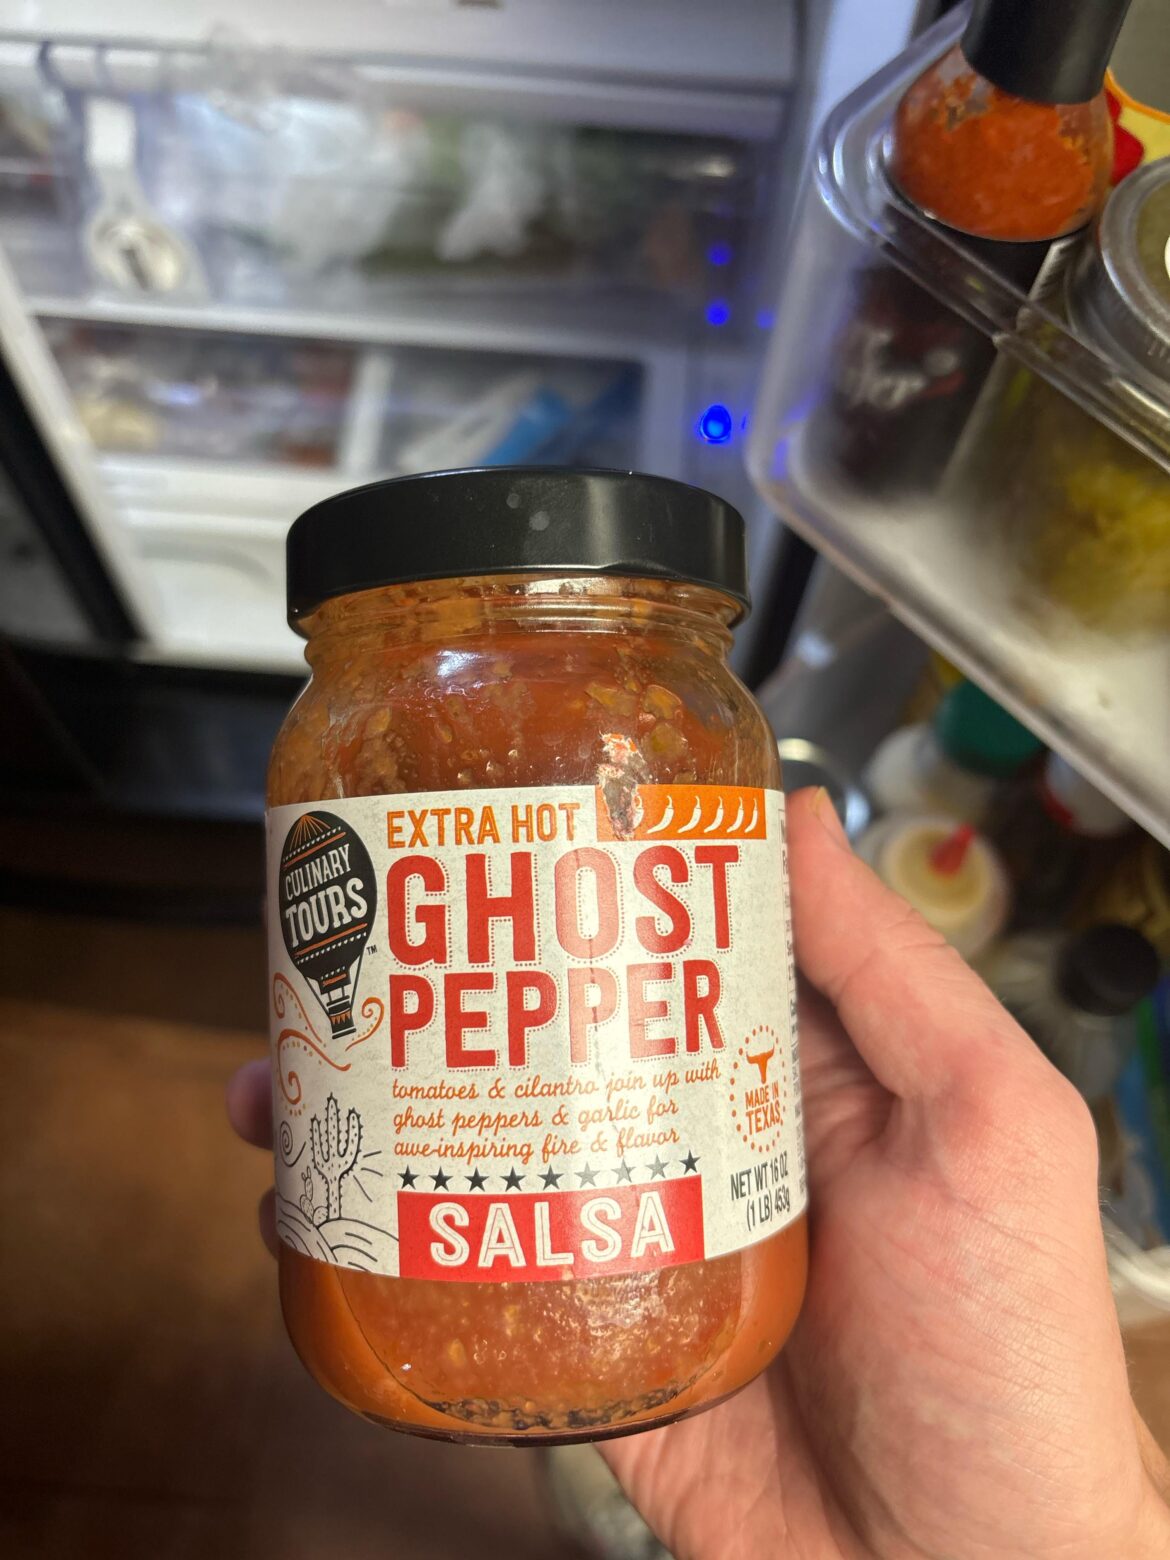 EXTRA HOT
CULINARY
TOURS
TM
GHOST
PEPPER
tomatoes & cilantro join up with
ghost peppers & garlic for
awe-inspiring fire & flavor
MADE IN
TEXAS
SALSA
NET WT 16 OZ
(1 LB) 453g